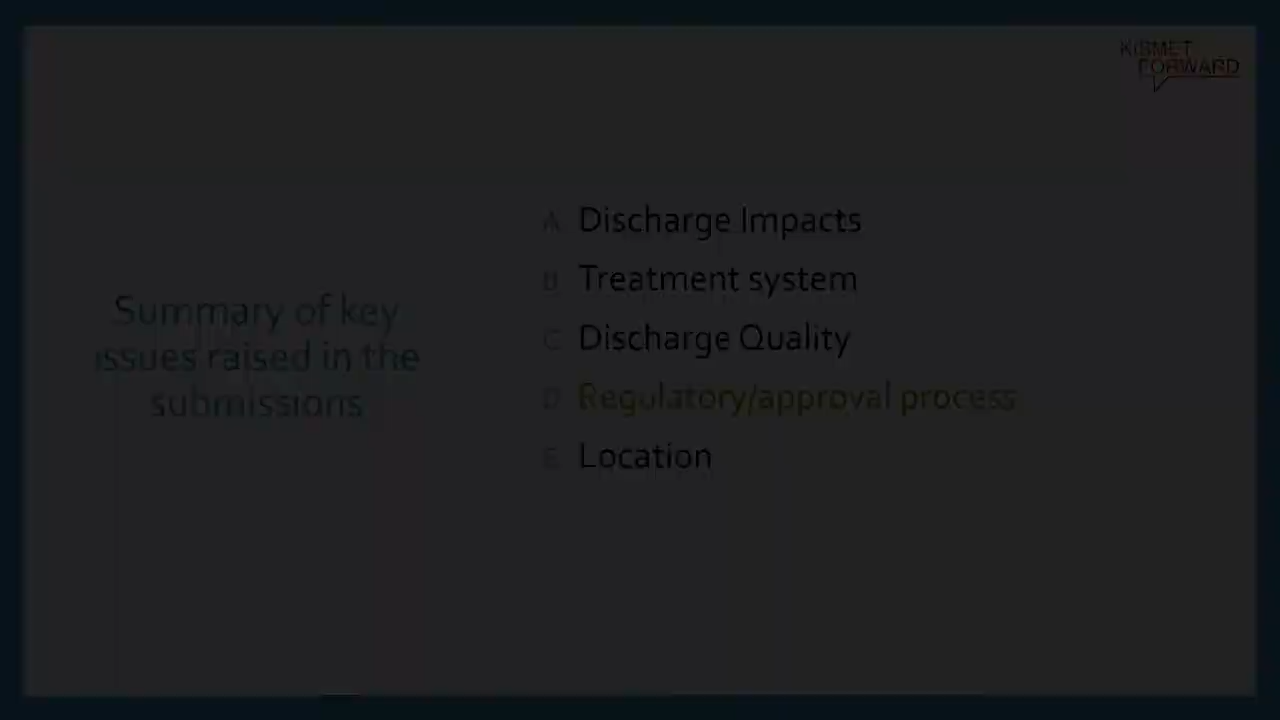 KISMET
FORWARD
Summary of key
issues raised in the
submissions
A Discharge Impacts
B Treatment system
C Discharge Quality
D Regulatory/approval process
E Location